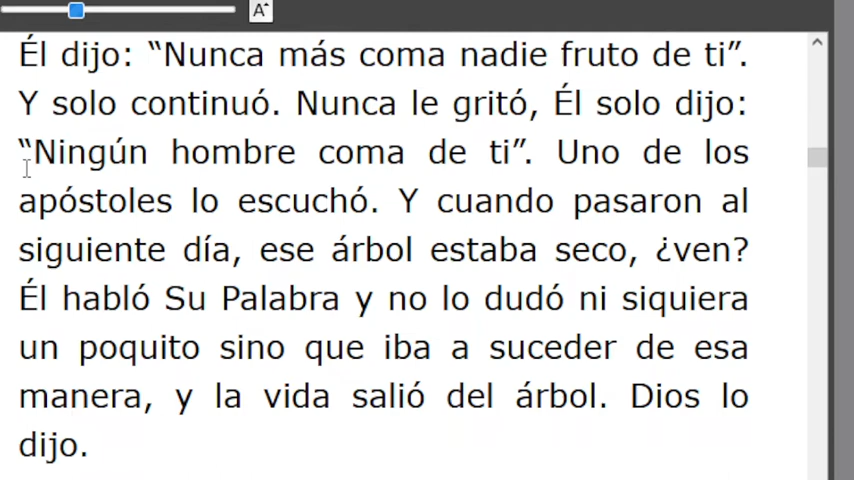 A
Él dijo: “Nunca más coma nadie fruto de ti”.
Y solo continuó. Nunca le gritó, Él solo dijo:
“Ningún hombre coma de ti”. Uno de los
apóstoles lo escuchó. Y cuando pasaron al
siguiente día, ese árbol estaba seco, ¿ven?
Él habló Su Palabra y no lo dudó ni siquiera
un poquito sino que iba a suceder de esa
manera, y la vida salió del árbol. Dios lo
dijo.